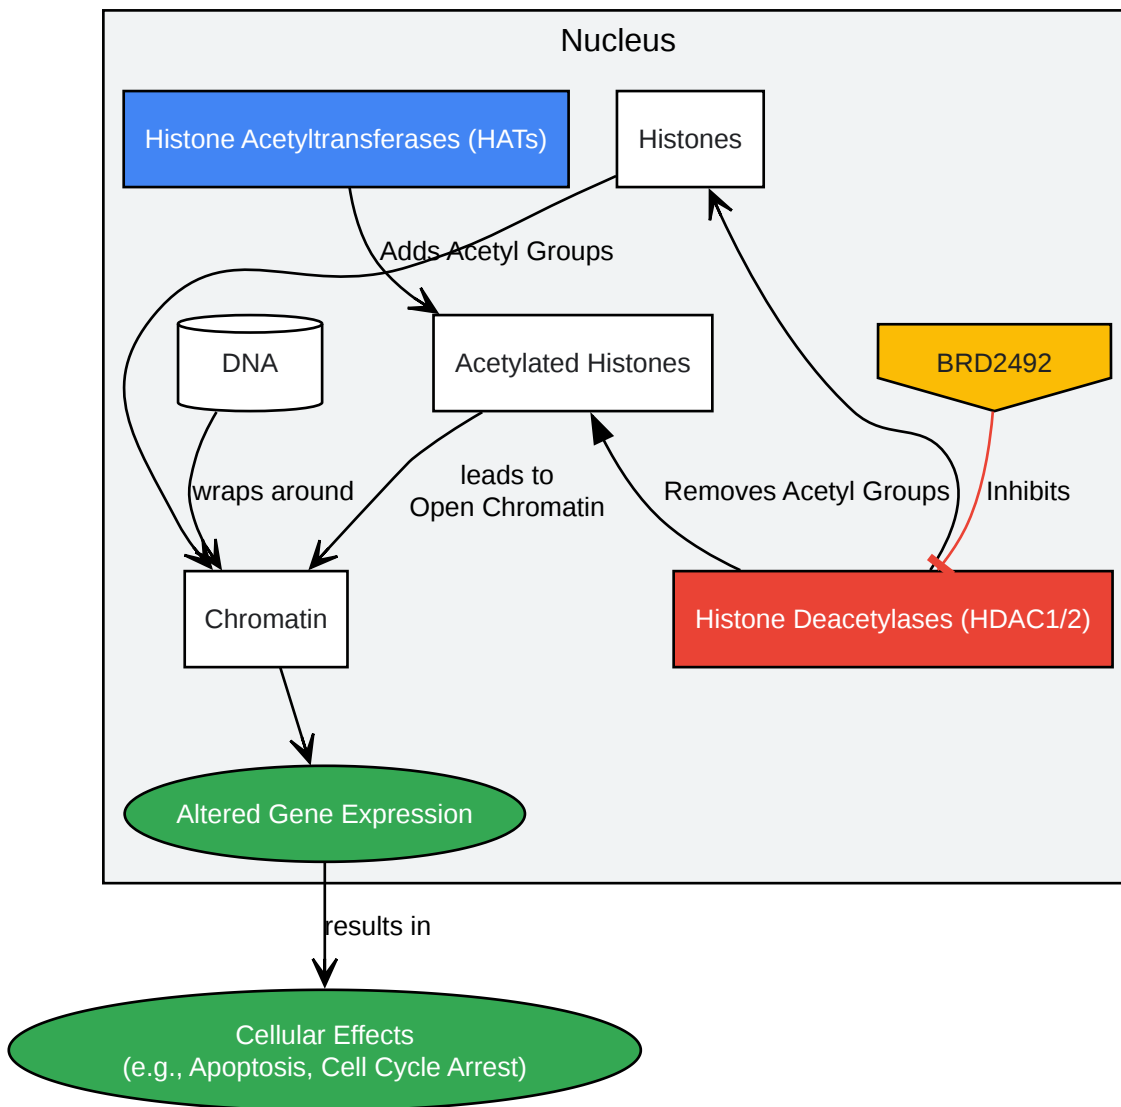 Nucleus
Histone Acetyltransferases (HATs)
Histones
Adds Acetyl Groups
DNA
Acetylated Histones
BRD2492
wraps around
leads to
Open Chromatin
Removes Acetyl Groups
Inhibits
Chromatin
Histone Deacetylases (HDAC1/2)
Altered Gene Expression
results in
Cellular Effects
(e.g., Apoptosis, Cell Cycle Arrest)